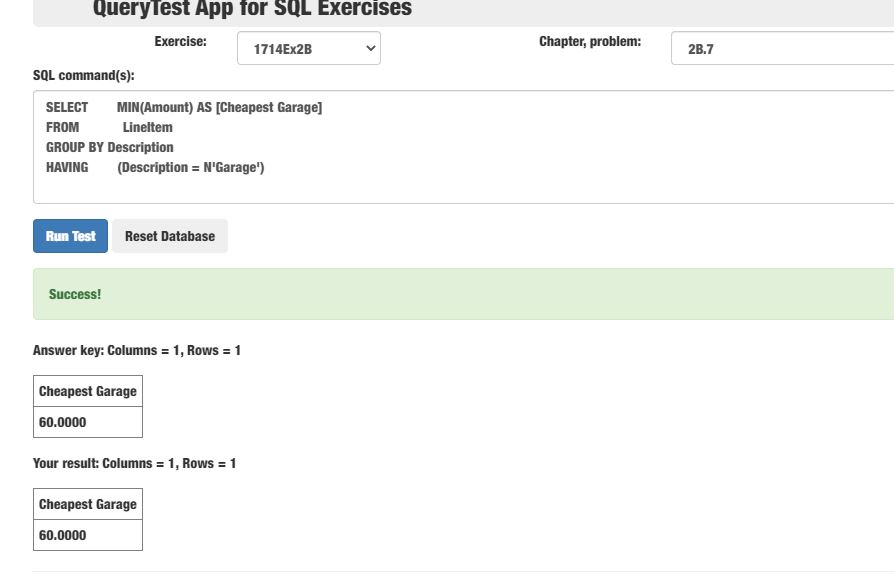 QueryTest App for SQL Exercises
Exercise: 1714Ex2B Chapter, problem: 2B.7
SQL command(s):
SELECT MIN(Amount) AS [Cheapest Garage]
FROM LineItem
GROUP BY Description
HAVING (Description = N'Garage')
Run Test Reset Database
Success!
Answer key: Columns = 1, Rows = 1
Cheapest Garage
60.0000
Your result: Columns = 1, Rows = 1
Cheapest Garage
60.0000